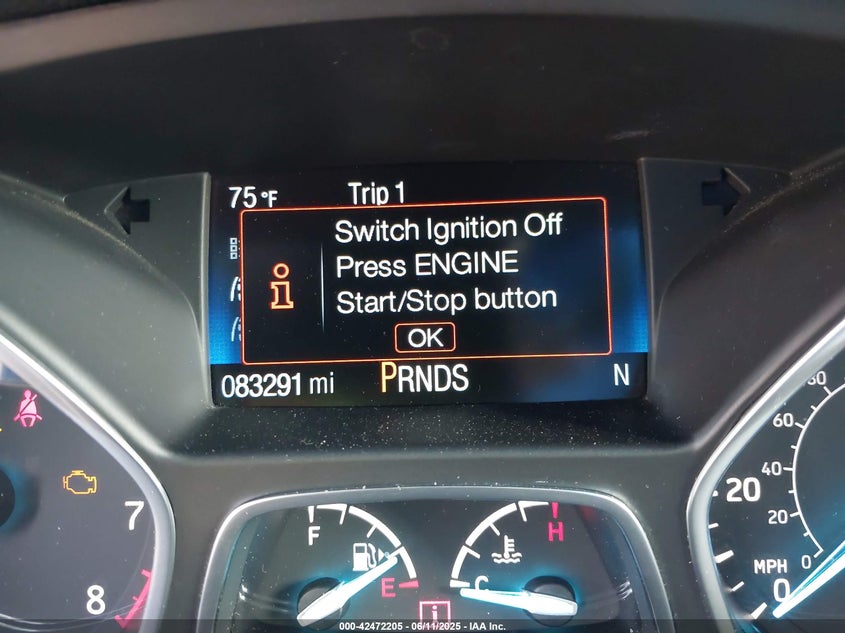 75°F Trip 1
Switch Ignition Off
Press ENGINE
Start/Stop button
OK
083291 mi PRNDS N
7
8
F
E
H
C
80
60
40
20
20
MPH 0
0
000-42472205 - 06/11/2025 - IAA Inc.